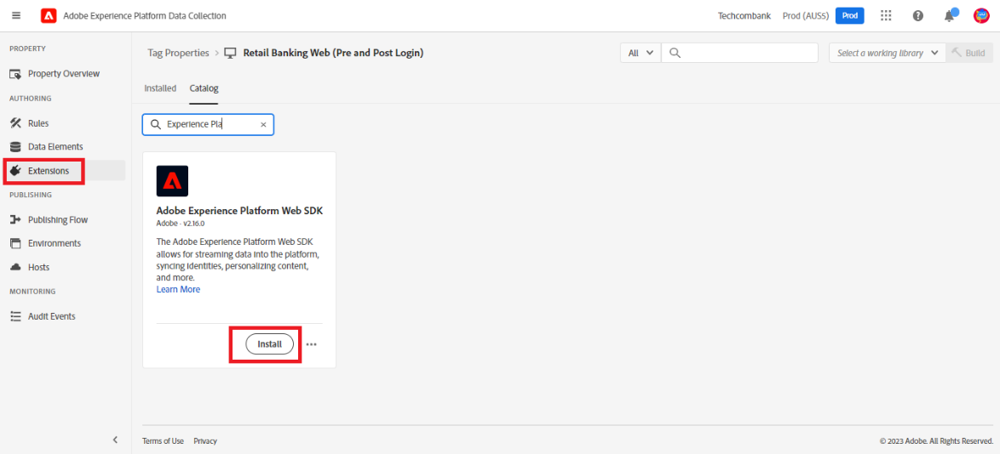 Adobe Experience Platform Data Collection
Techcombank Prod (AUS5) Prod
PROPERTY
Property Overview
AUTHORING
Rules
Data Elements
Extensions
PUBLISHING
Publishing Flow
Environments
Hosts
MONITORING
Audit Events
Tag Properties > Retail Banking Web (Pre and Post Login)
All
Select a working library
Build
Installed Catalog
Experience Pla
Adobe Experience Platform Web SDK
Adobe - v2.16.0
The Adobe Experience Platform Web SDK
allows for streaming data into the platform,
syncing identities, personalizing content,
and more.
Learn More
Install
Terms of Use Privacy
© 2023 Adobe. All Rights Reserved.